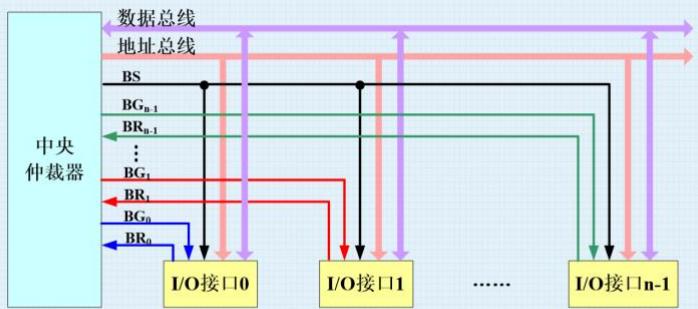 数据总线
地址总线
BS
BGn-1
BRn-1
中央
仲裁器
⋮
BG1
BR1
BG0
BR0
I/O接口0
I/O接口1
……
I/O接口n-1